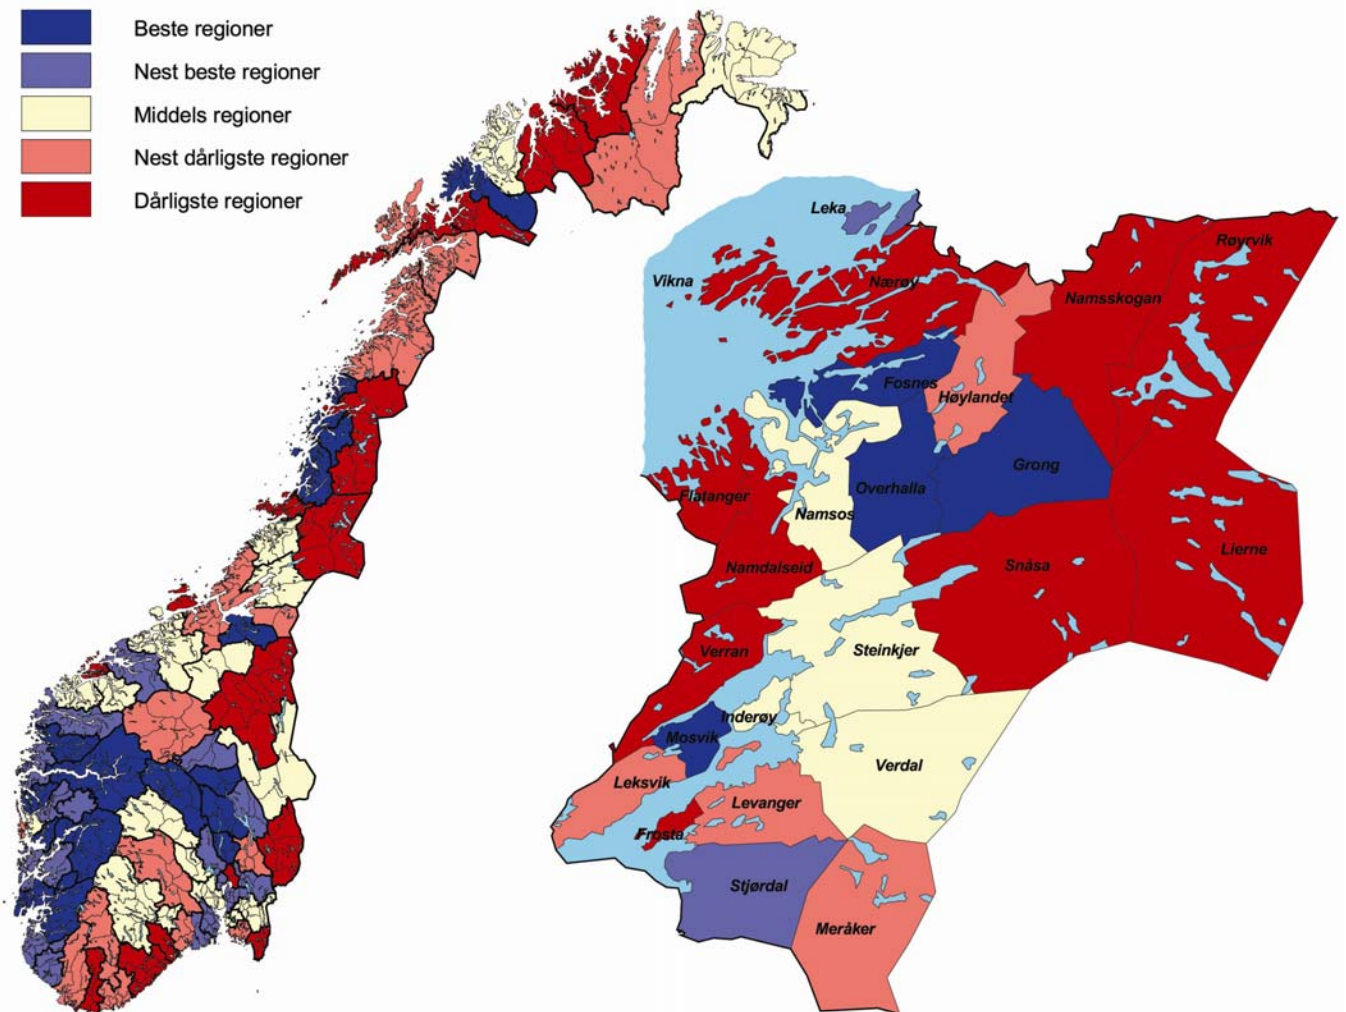 Beste regioner
Nest beste regioner
Middels regioner
Nest dårligste regioner
Dårligste regioner
Leka
Røyrvik
Vikna
Nærøy
Namsskogan
Fosnes
Høylandet
Grong
Overhalla
Flatanger
Namsos
Lierne
Namdalseid
Snåsa
Verran
Steinkjer
Inderøy
Mosvik
Verdal
Leksvik
Levanger
Frosta
Stjørdal
Meråker